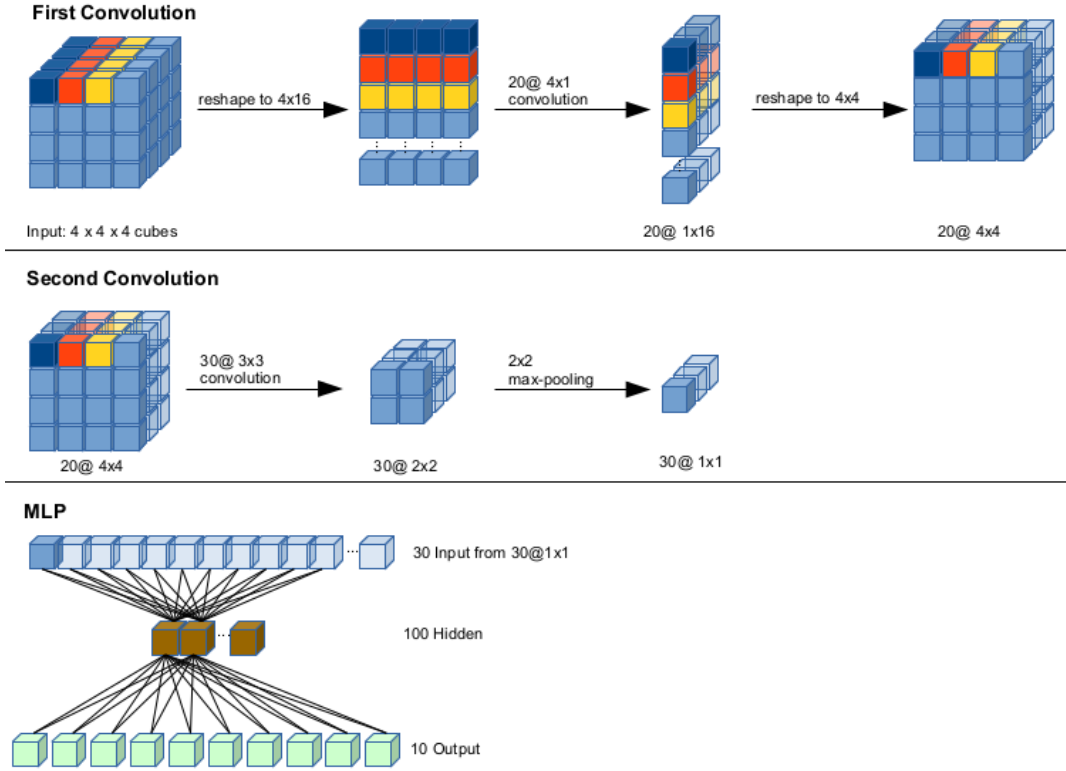 First Convolution
reshape to 4x16
20@ 4x1
convolution
reshape to 4x4
Input: 4 x 4 x 4 cubes
20@ 1x16
20@ 4x4
Second Convolution
30@ 3x3
convolution
2x2
max-pooling
20@ 4x4
30@ 2x2
30@ 1x1
MLP
30 Input from 30@1x1
100 Hidden
10 Output